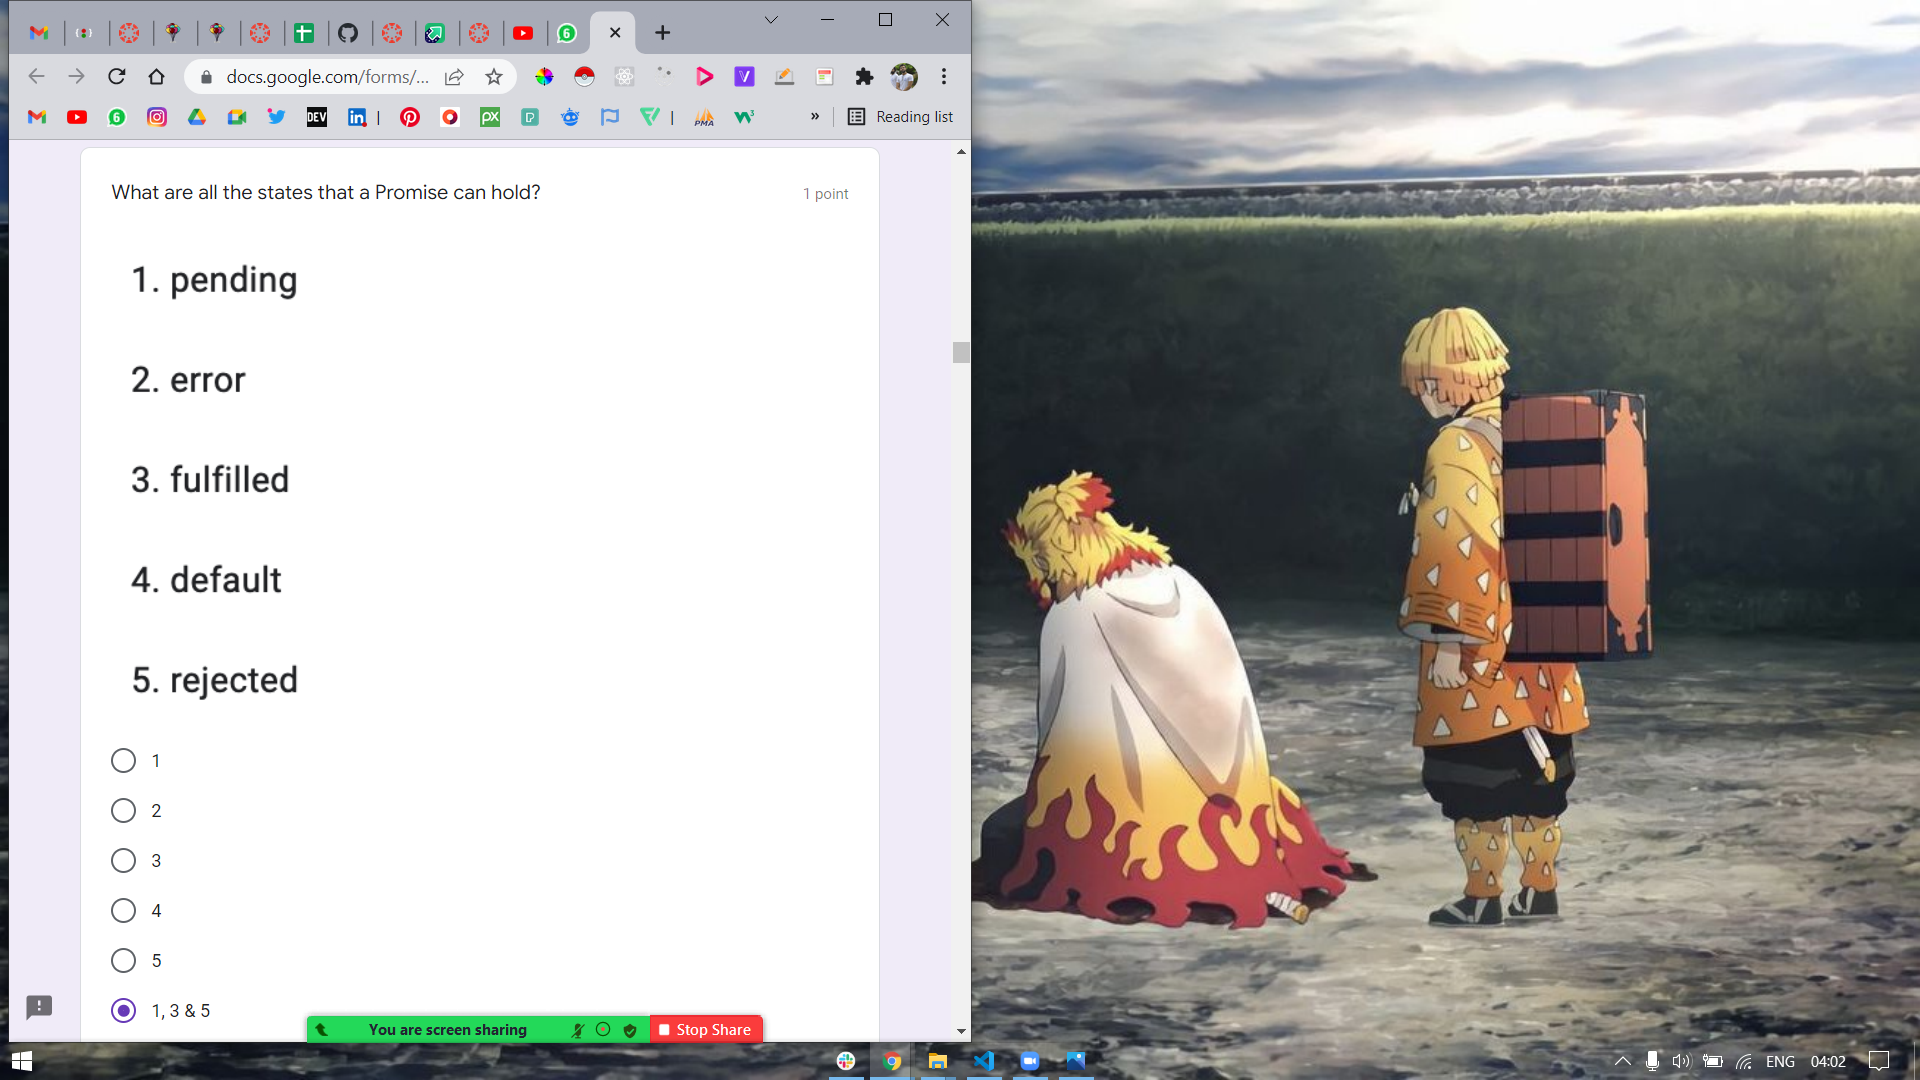 docs.google.com/forms/...
DEV
PMA
»
Reading list
What are all the states that a Promise can hold?
1 point
1. pending
2. error
3. fulfilled
4. default
5. rejected
1
2
3
4
5
1, 3 & 5
You are screen sharing
Stop Share
ENG
04:02